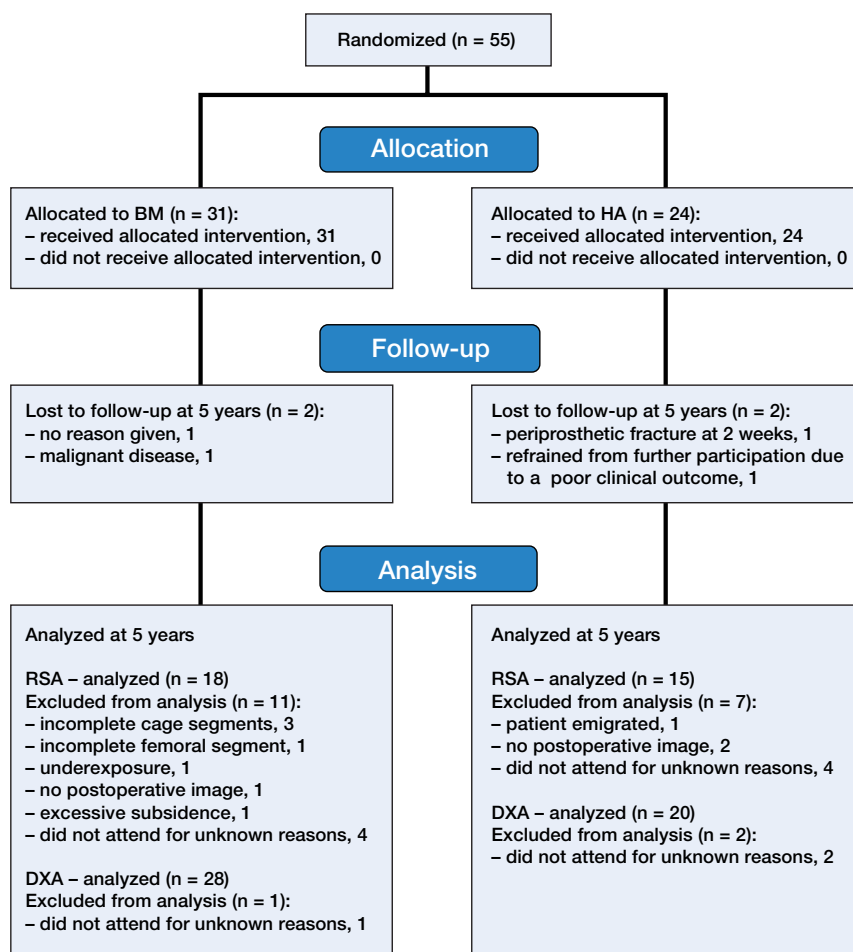 Randomized (n = 55)
Allocation
Allocated to BM (n = 31):
– received allocated intervention, 31
– did not receive allocated intervention, 0
Allocated to HA (n = 24):
– received allocated intervention, 24
– did not receive allocated intervention, 0
Follow-up
Lost to follow-up at 5 years (n = 2):
– no reason given, 1
– malignant disease, 1
Lost to follow-up at 5 years (n = 2):
– periprosthetic fracture at 2 weeks, 1
– refrained from further participation due
to a poor clinical outcome, 1
Analysis
Analyzed at 5 years
RSA – analyzed (n = 18)
Excluded from analysis (n = 11):
– incomplete cage segments, 3
– incomplete femoral segment, 1
– underexposure, 1
– no postoperative image, 1
– excessive subsidence, 1
– did not attend for unknown reasons, 4
DXA – analyzed (n = 28)
Excluded from analysis (n = 1):
– did not attend for unknown reasons, 1
Analyzed at 5 years
RSA – analyzed (n = 15)
Excluded from analysis (n = 7):
– patient emigrated, 1
– no postoperative image, 2
– did not attend for unknown reasons, 4
DXA – analyzed (n = 20)
Excluded from analysis (n = 2):
– did not attend for unknown reasons, 2